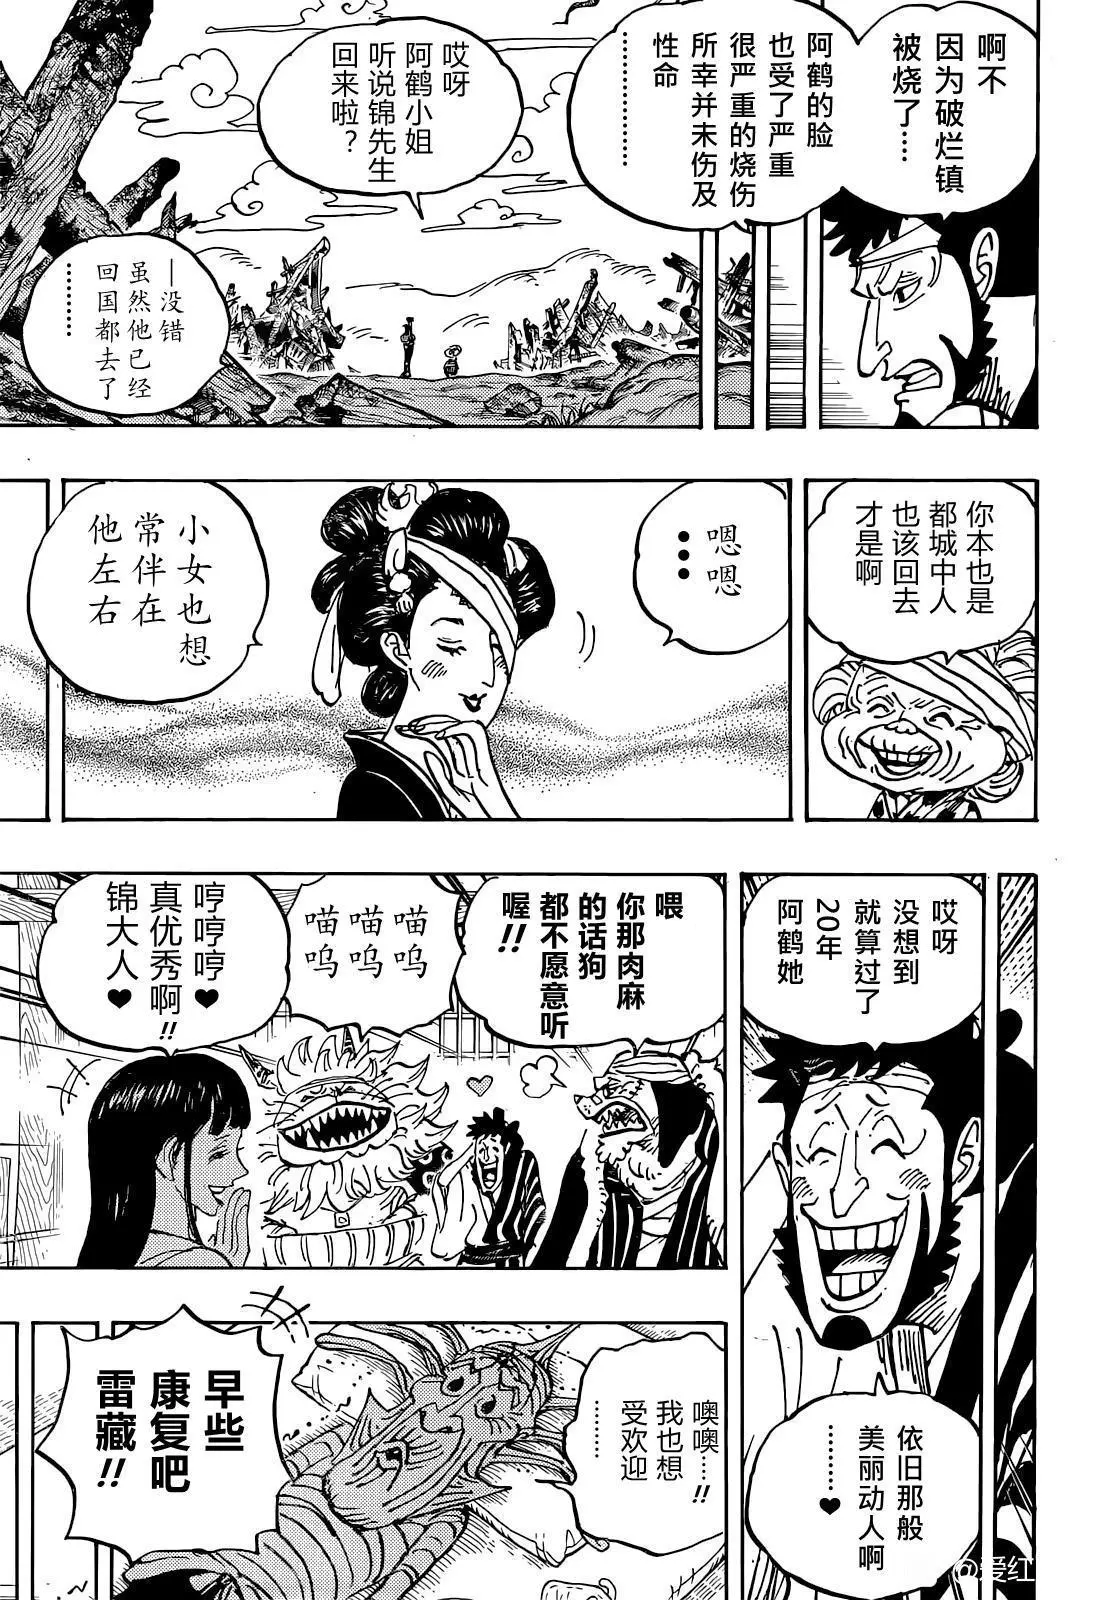 啊不
因为破烂镇
被烧了…
阿鹤的脸
也受了严重
很严重的烧伤
所幸并未伤及
性命
……
哎呀
阿鹤小姐
听说锦先生
回来啦?
—没错
虽然他已经
回国都去了
……
你本也是
都城中人
也该回去
才是啊
嗯嗯
•••
小女也想
常伴在
他左右
哎呀
没想到
就算过了
20年
阿鹤她
依旧那般
美丽动人啊
……♥
喂
你那肉麻
的话狗
都不愿意听
喔!!
喵喵喵
呜呜呜
哼哼哼♥
真优秀啊!!
锦大人♥
噢噢…!!
我也想
受欢迎
……
早些
康复吧
雷藏!!
@爱红